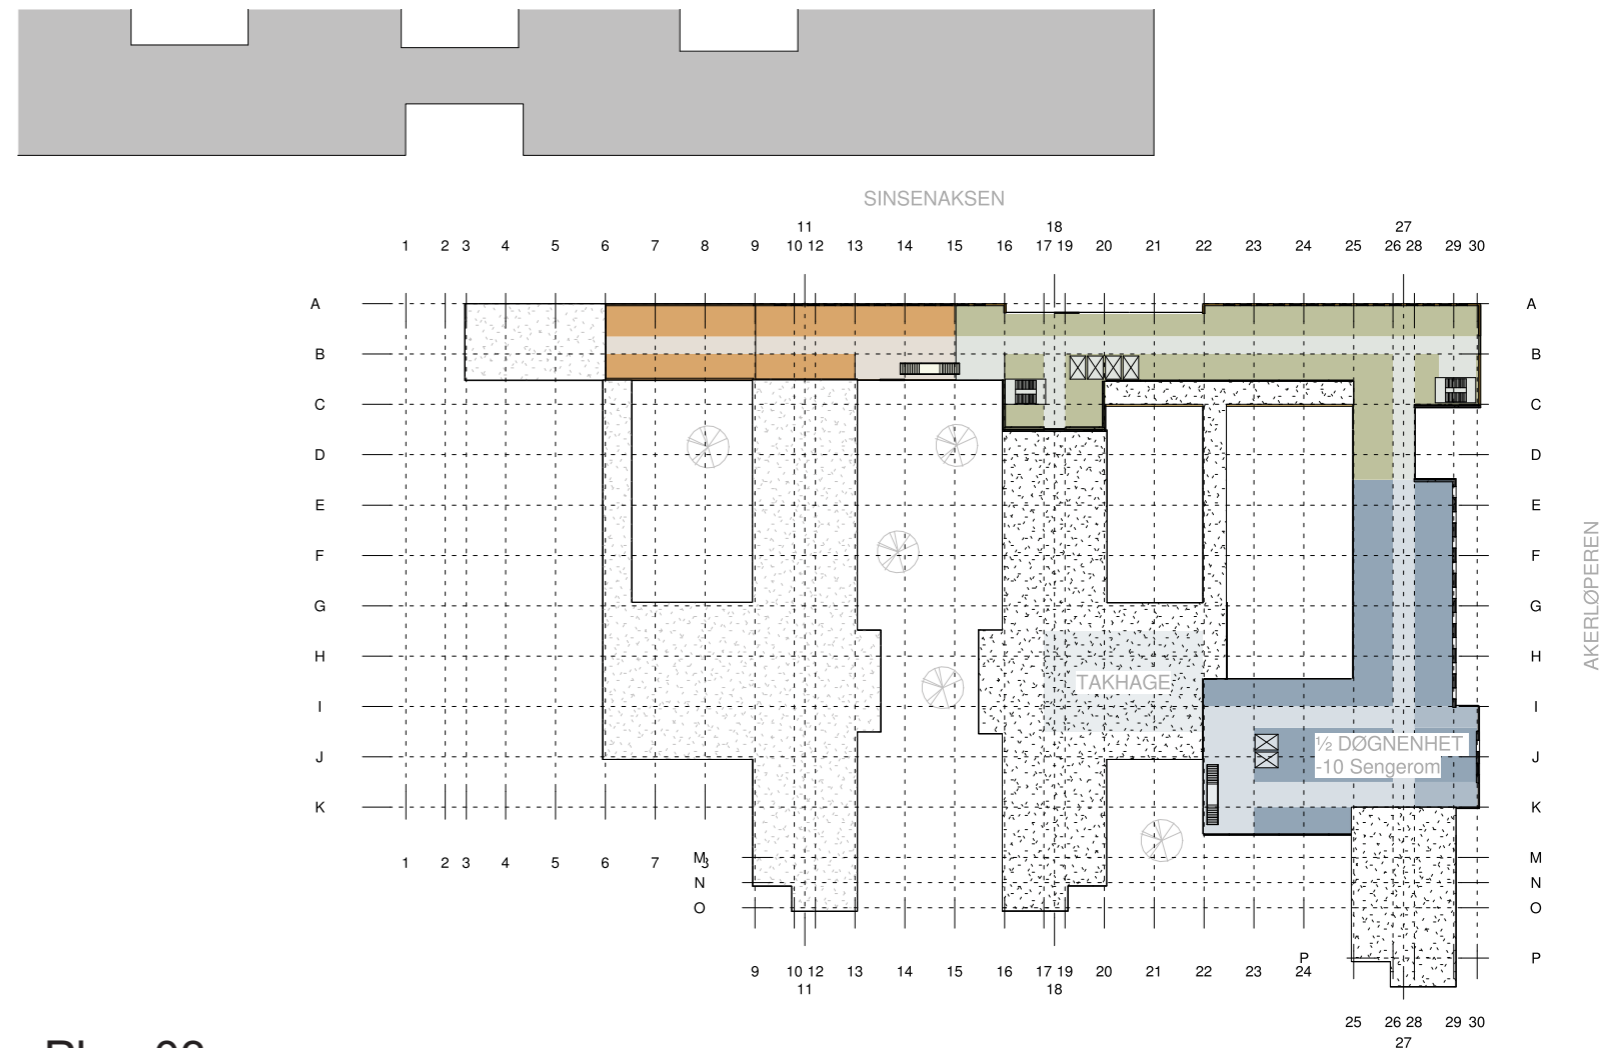 SINSENAKSEN
11 18 27
1 2 3 4 5 6 7 8 9 10 12 13 14 15 16 17 19 20 21 22 23 24 25 26 28 29 30
A A
B B
C C
D D
E E
F F
G G
H H
TAKHAGE
I I
½ DØGNENHET
J J
-10 Sengerom
K K
AKERLØPEREN
1 2 3 4 5 6 7 M M
N N
O O
P P
9 10 12 13 14 15 16 17 19 20 21 22 23 24
11 18
25 26 28 29 30
27